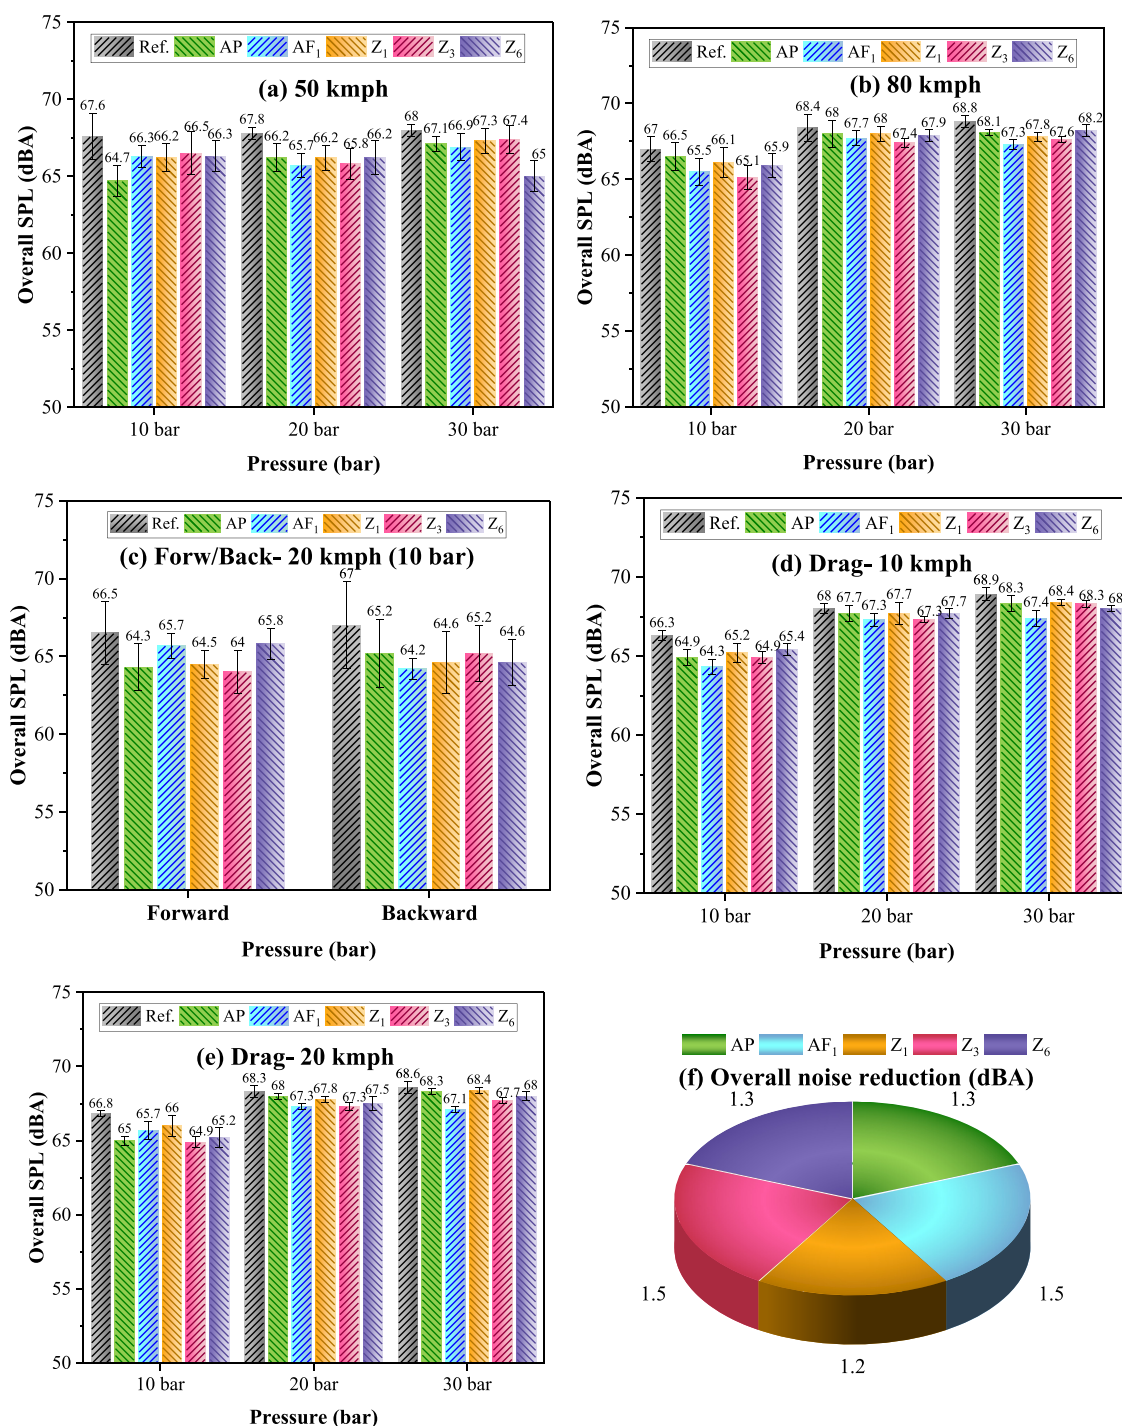 Ref. AP AF₁ Z₁ Z₃ Z₆
(a) 50 kmph
Overall SPL (dBA)
75
70
65
60
55
50
67.6 64.7 66.3 66.2 66.5 66.3
67.8 66.2 65.7 66.2 65.8 66.2
68 67.1 66.9 67.3 67.4 65
10 bar 20 bar 30 bar
Pressure (bar)
Ref. AP AF₁ Z₁ Z₃ Z₆
(b) 80 kmph
Overall SPL (dBA)
75
70
65
60
55
50
67 66.5 65.5 66.1 65.1 65.9
68.4 68 67.7 68 67.4 67.9
68.8 68.1 67.3 67.8 67.6 68.2
10 bar 20 bar 30 bar
Pressure (bar)
Ref. AP AF₁ Z₁ Z₃ Z₆
(c) Forw/Back- 20 kmph (10 bar)
Overall SPL (dBA)
75
70
65
60
55
50
66.5 64.3 65.7 64.5 64 65.8
67 65.2 64.2 64.6 65.2 64.6
Forward Backward
Pressure (bar)
Ref. AP AF₁ Z₁ Z₃ Z₆
(d) Drag- 10 kmph
Overall SPL (dBA)
75
70
65
60
55
50
66.3 64.9 64.3 65.2 64.9 65.4
68 67.7 67.3 67.7 67.3 67.7
68.9 68.3 67.4 68.4 68.3 68
10 bar 20 bar 30 bar
Pressure (bar)
Ref. AP AF₁ Z₁ Z₃ Z₆
(e) Drag- 20 kmph
Overall SPL (dBA)
75
70
65
60
55
50
66.8 65 65.7 66 64.9 65.2
68.3 68 67.3 67.8 67.3 67.5
68.6 68.3 67.1 68.4 67.7 68
10 bar 20 bar 30 bar
Pressure (bar)
AP AF₁ Z₁ Z₃ Z₆
(f) Overall noise reduction (dBA)
1.3 1.3
1.5 1.5
1.2